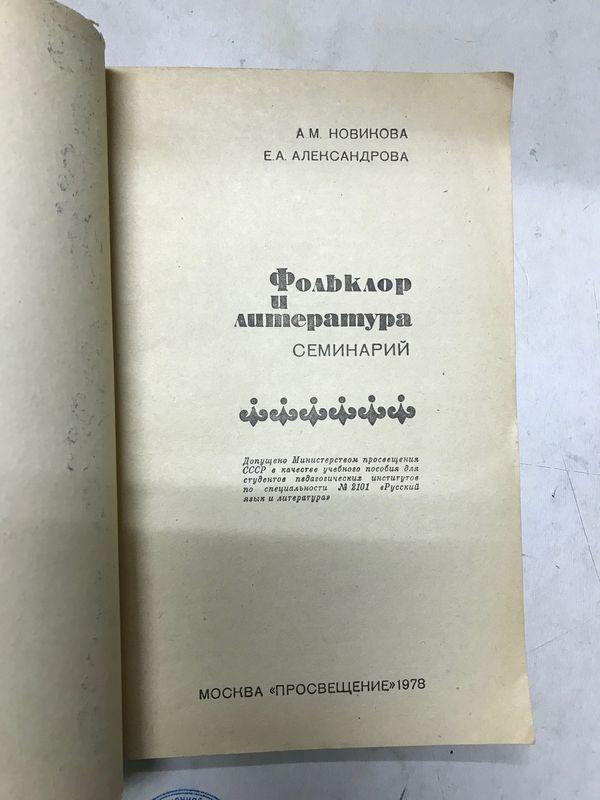 А.М. НОВИКОВА
Е.А. АЛЕКСАНДРОВА
Фольклор
и
литература
СЕМИНАРИЙ
Допущено Министерством просвещения
СССР в качестве учебного пособия для
студентов педагогических институтов
по специальности № 2101 «Русский
язык и литература»
МОСКВА «ПРОСВЕЩЕНИЕ» 1978